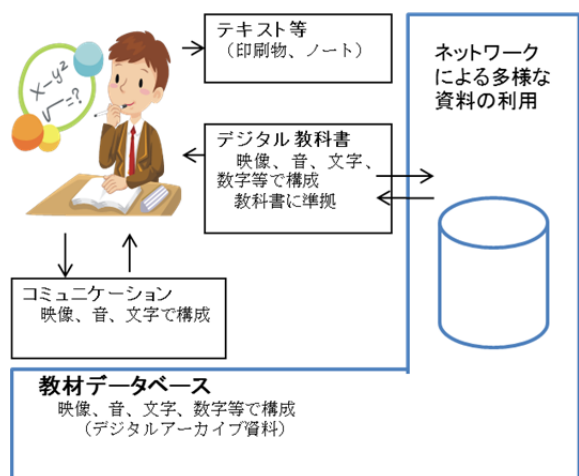 x-y²
√=?
テキスト等
（印刷物、ノート）
ネットワーク
による多様な
資料の利用
デジタル教科書
映像、音、文字、
数字等で構成
教科書に準拠
コミュニケーション
映像、音、文字で構成
教材データベース
映像、音、文字、数字等で構成
（デジタルアーカイブ資料）